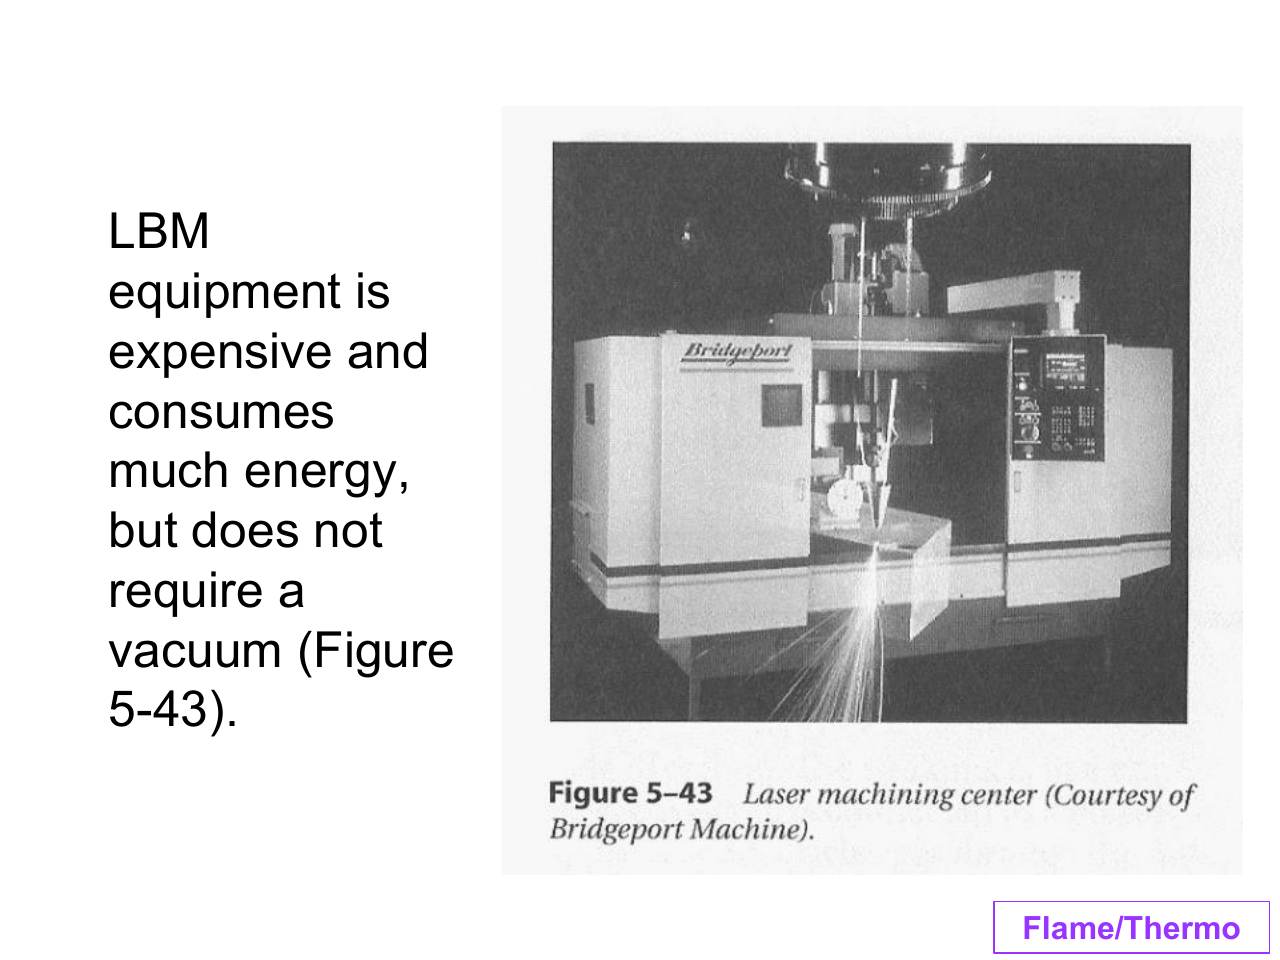 LBM
equipment is
expensive and
consumes
much energy,
but does not
require a
vacuum (Figure
5-43).
Bridgeport
Figure 5–43 Laser machining center (Courtesy of
Bridgeport Machine).
Flame/Thermo